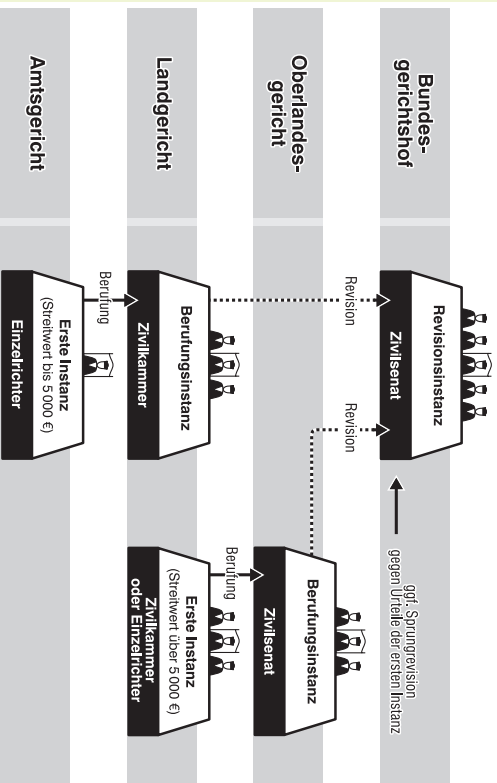 Bundes-
gerichtshof
Revisionsinstanz
Zivilsenat
ggf. Sprungrevision
gegen Urteile der ersten Instanz
Revision
Revision
Oberlandes-
gericht
Berufungsinstanz
Zivilsenat
Landgericht
Berufungsinstanz
Zivilkammer
Berufung
Erste Instanz
(Streitwert über 5 000 €)
Zivilkammer
oder Einzelrichter
Amtsgericht
Berufung
Erste Instanz
(Streitwert bis 5 000 €)
Einzelrichter